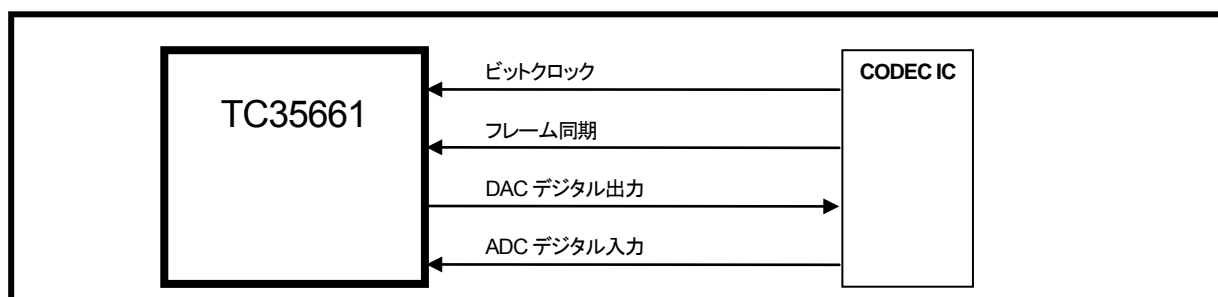 TC35661
ビットクロック
フレーム同期
DAC デジタル出力
ADC デジタル入力
CODEC IC